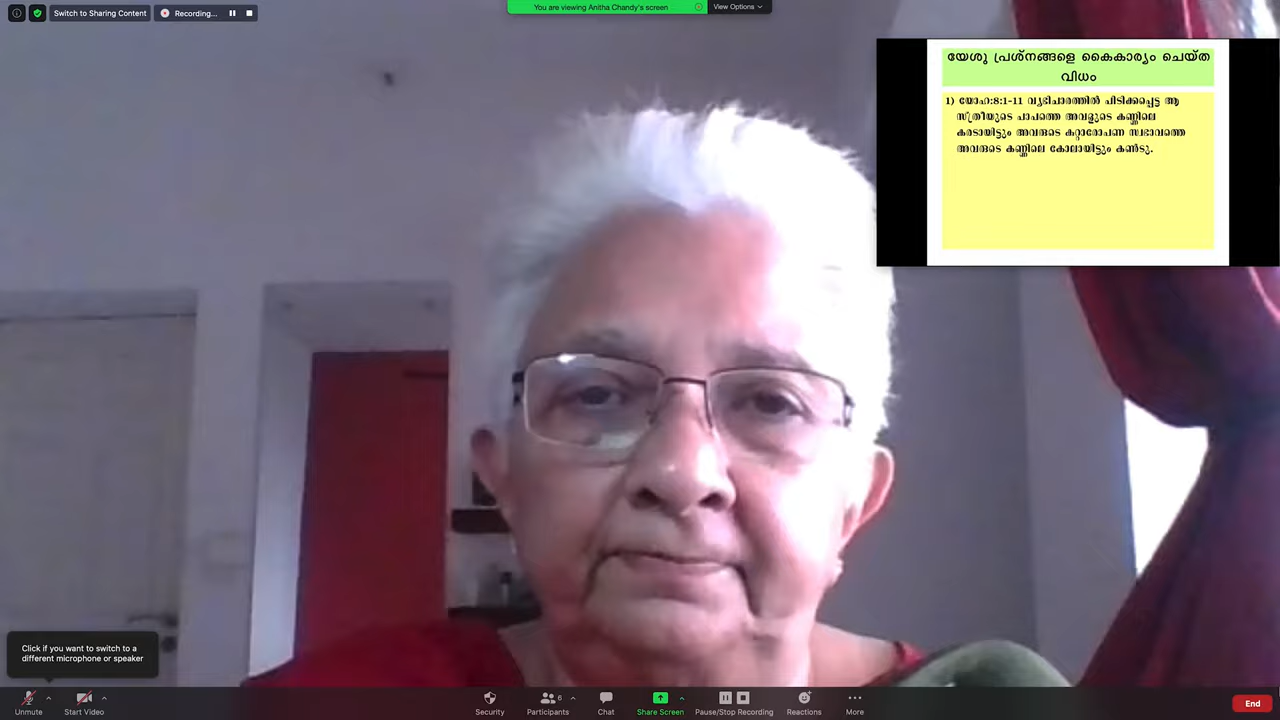 Switch to Sharing Content
Recording...
You are viewing Anitha Chandy's screen
View Options
യേശു പ്രശ്നങ്ങളെ കൈകാര്യം ചെയ്ത
വിധം
1) യോഹ:8:1-11 വ്യഭിചാരത്തിൽ പിടിക്കപ്പെട്ട ആ
സ്ത്രീയുടെ പാപത്തെ അവളുടെ കണ്ണിലെ
കരടായിട്ടും അവരുടെ കുറ്റാരോപണ സ്വഭാവത്തെ
അവരുടെ കണ്ണിലെ കോലായിട്ടും കണ്ടു.
Click if you want to switch to a
different microphone or speaker
Unmute
Start Video
Security
6
Participants
Chat
Share Screen
Pause/Stop Recording
Reactions
More
End